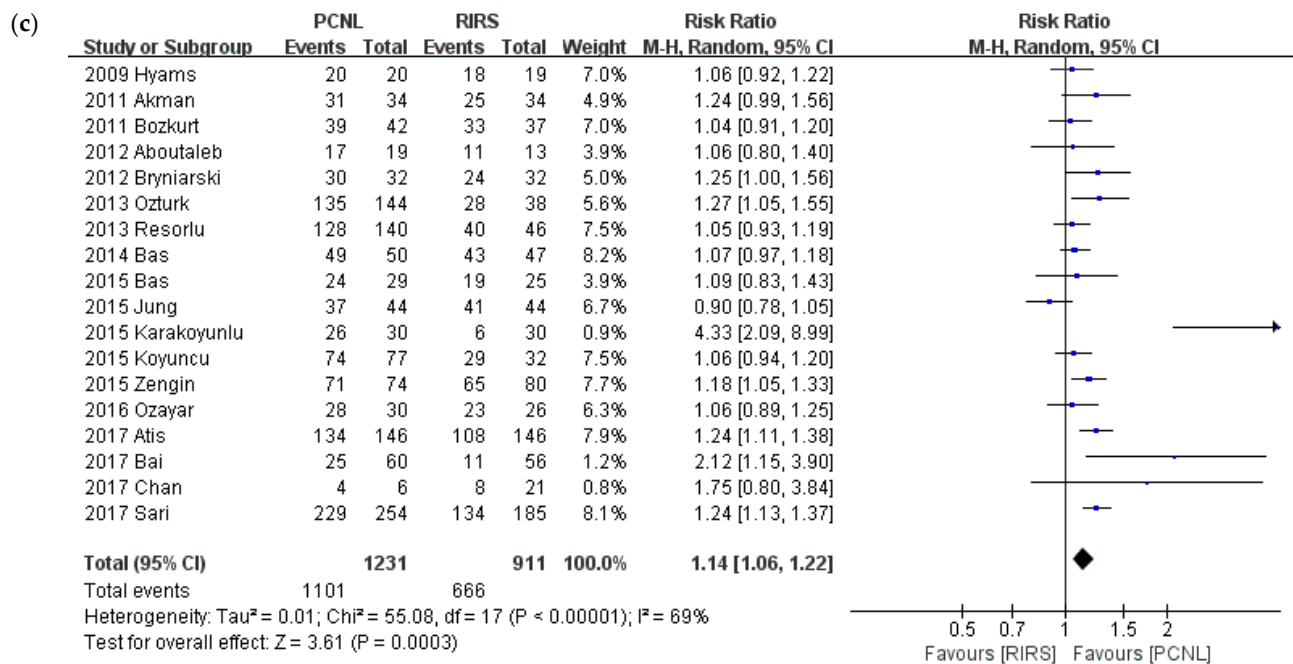 (c)
PCNL RIRS Risk Ratio Risk Ratio
Study or Subgroup Events Total Events Total Weight M-H, Random, 95% CI M-H, Random, 95% CI
2009 Hyams 20 20 18 19 7.0% 1.06 [0.92, 1.22]
2011 Akman 31 34 25 34 4.9% 1.24 [0.99, 1.56]
2011 Bozkurt 39 42 33 37 7.0% 1.04 [0.91, 1.20]
2012 Aboutaleb 17 19 11 13 3.9% 1.06 [0.80, 1.40]
2012 Bryniarski 30 32 24 32 5.0% 1.25 [1.00, 1.56]
2013 Ozturk 135 144 28 38 5.6% 1.27 [1.05, 1.55]
2013 Resorlu 128 140 40 46 7.5% 1.05 [0.93, 1.19]
2014 Bas 49 50 43 47 8.2% 1.07 [0.97, 1.18]
2015 Bas 24 29 19 25 3.9% 1.09 [0.83, 1.43]
2015 Jung 37 44 41 44 6.7% 0.90 [0.78, 1.05]
2015 Karakoyunlu 26 30 6 30 0.9% 4.33 [2.09, 8.99]
2015 Koyuncu 74 77 29 32 7.5% 1.06 [0.94, 1.20]
2015 Zengin 71 74 65 80 7.7% 1.18 [1.05, 1.33]
2016 Ozayar 28 30 23 26 6.3% 1.06 [0.89, 1.25]
2017 Atis 134 146 108 146 7.9% 1.24 [1.11, 1.38]
2017 Bai 25 60 11 56 1.2% 2.12 [1.15, 3.90]
2017 Chan 4 6 8 21 0.8% 1.75 [0.80, 3.84]
2017 Sari 229 254 134 185 8.1% 1.24 [1.13, 1.37]
Total (95% CI) 1231 911 100.0% 1.14 [1.06, 1.22]
Total events 1101 666
Heterogeneity: Tau² = 0.01; Chi² = 55.08, df = 17 (P < 0.00001); I² = 69%
Test for overall effect: Z = 3.61 (P = 0.0003)
0.5 0.7 1 1.5 2
Favours [RIRS] Favours [PCNL]